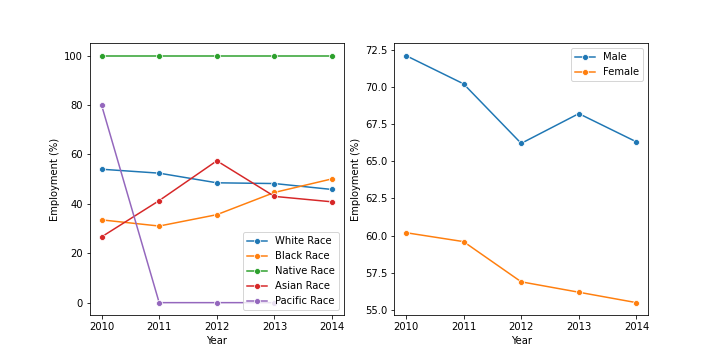 100
80
60
40
20
0
Employment (%)
2010 2011 2012 2013 2014
Year
White Race
Black Race
Native Race
Asian Race
Pacific Race
72.5
70.0
67.5
65.0
62.5
60.0
57.5
55.0
Employment (%)
2010 2011 2012 2013 2014
Year
Male
Female